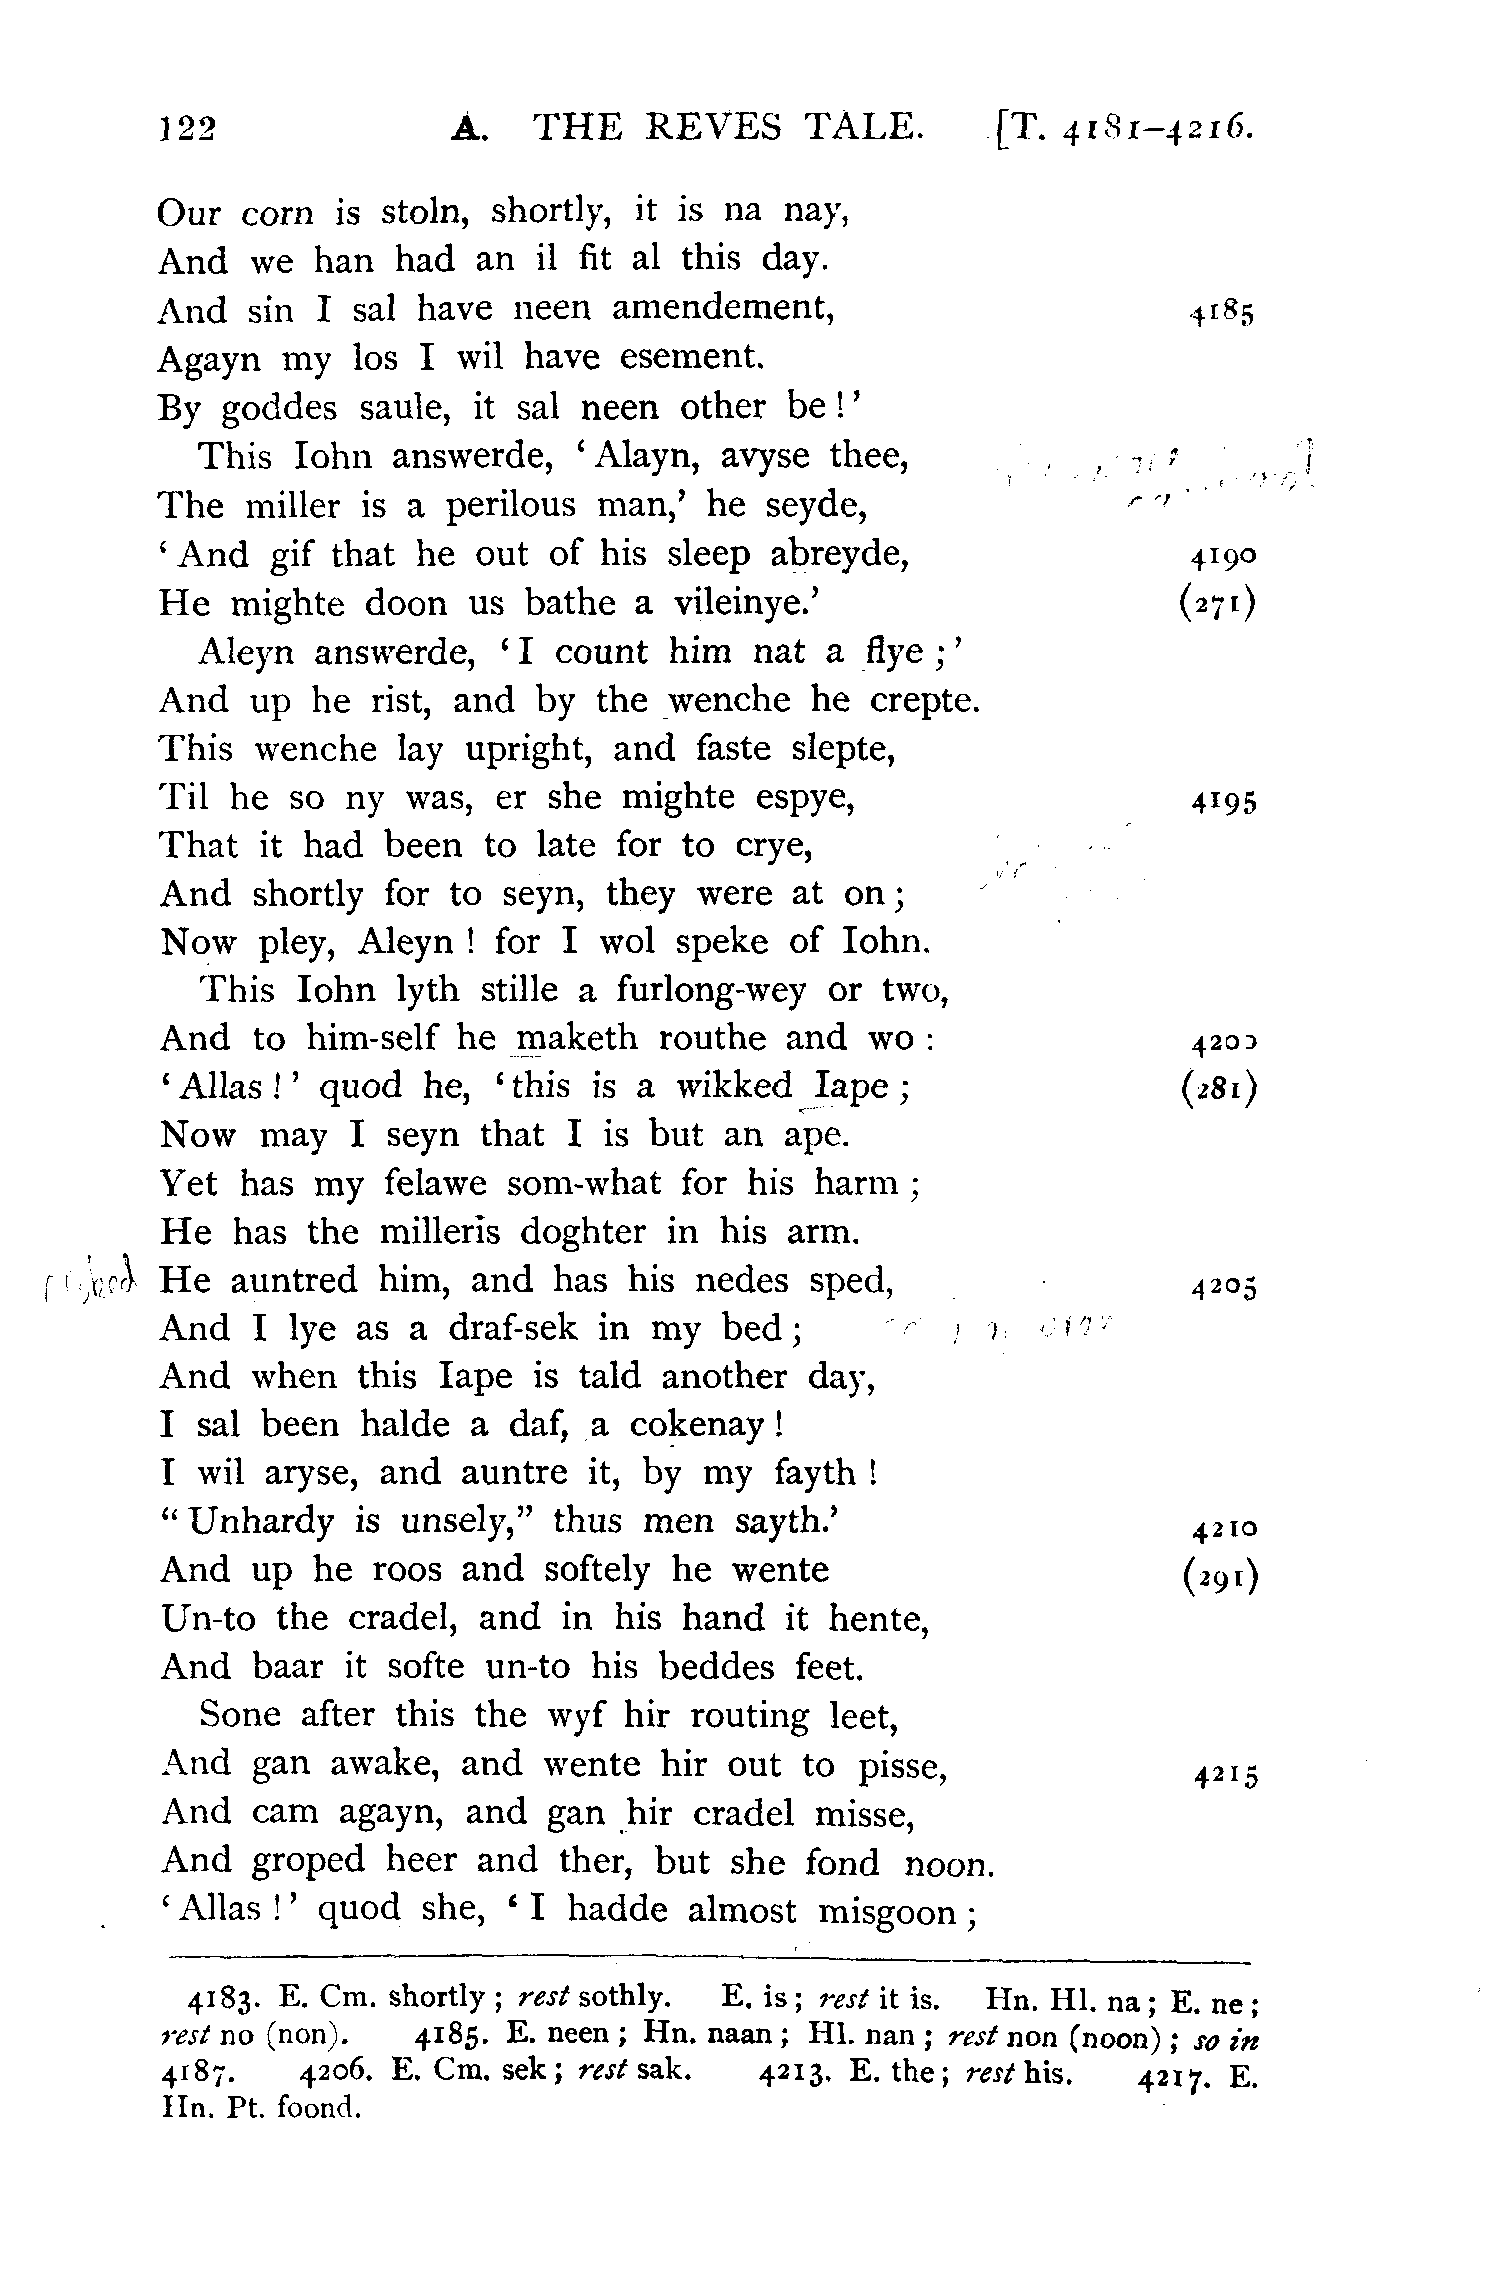 122 A. THE REVES TALE. [T. 4181–4216.
Our corn is stoln, shortly, it is na nay,
And we han had an il fit al this day.
And sin I sal have neen amendement, 4185
Agayn my los I wil have esement.
By goddes saule, it sal neen other be!’
This Iohn answerde, ‘Alayn, avyse thee,
The miller is a perilous man,’ he seyde,
‘And gif that he out of his sleep abreyde, 4190
He mighte doon us bathe a vileinye.’ (271)
Aleyn answerde, ‘I count him nat a flye;’
And up he rist, and by the wenche he crepte.
This wenche lay upright, and faste slepte,
Til he so ny was, er she mighte espye, 4195
That it had been to late for to crye,
And shortly for to seyn, they were at on;
Now pley, Aleyn! for I wol speke of Iohn.
This Iohn lyth stille a furlong-wey or two,
And to him-self he maketh routhe and wo: 4200
‘Allas!’ quod he, ‘this is a wikked Iape; (281)
Now may I seyn that I is but an ape.
Yet has my felawe som-what for his harm;
He has the milleris doghter in his arm.
He auntred him, and has his nedes sped, 4205
And I lye as a draf-sek in my bed;
And when this Iape is tald another day,
I sal been halde a daf, a cokenay!
I wil aryse, and auntre it, by my fayth!
“Unhardy is unsely,” thus men sayth.’ 4210
And up he roos and softely he wente (291)
Un-to the cradel, and in his hand it hente,
And baar it softe un-to his beddes feet.
Sone after this the wyf hir routing leet,
And gan awake, and wente hir out to pisse, 4215
And cam agayn, and gan hir cradel misse,
And groped heer and ther, but she fond noon.
‘Allas!’ quod she, ‘I hadde almost misgoon;
4183. E. Cm. shortly; rest sothly. E. is; rest it is. Hn. Hl. na; E. ne;
rest no (non). 4185. E. neen; Hn. naan; Hl. nan; rest non (noon); so in
4187. 4206. E. Cm. sek; rest sak. 4213. E. the; rest his. 4217. E.
Hn. Pt. foond.